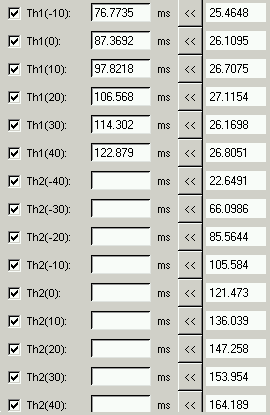 Th1(-10): 76.7735 ms << 25.4648
Th1(0): 87.3692 ms << 26.1095
Th1(10): 97.8218 ms << 26.7075
Th1(20): 106.568 ms << 27.1154
Th1(30): 114.302 ms << 26.1698
Th1(40): 122.879 ms << 26.8051
Th2(-40): ms << 22.6491
Th2(-30): ms << 66.0986
Th2(-20): ms << 85.5644
Th2(-10): ms << 105.584
Th2(0): ms << 121.473
Th2(10): ms << 136.039
Th2(20): ms << 147.258
Th2(30): ms << 153.954
Th2(40): ms << 164.189